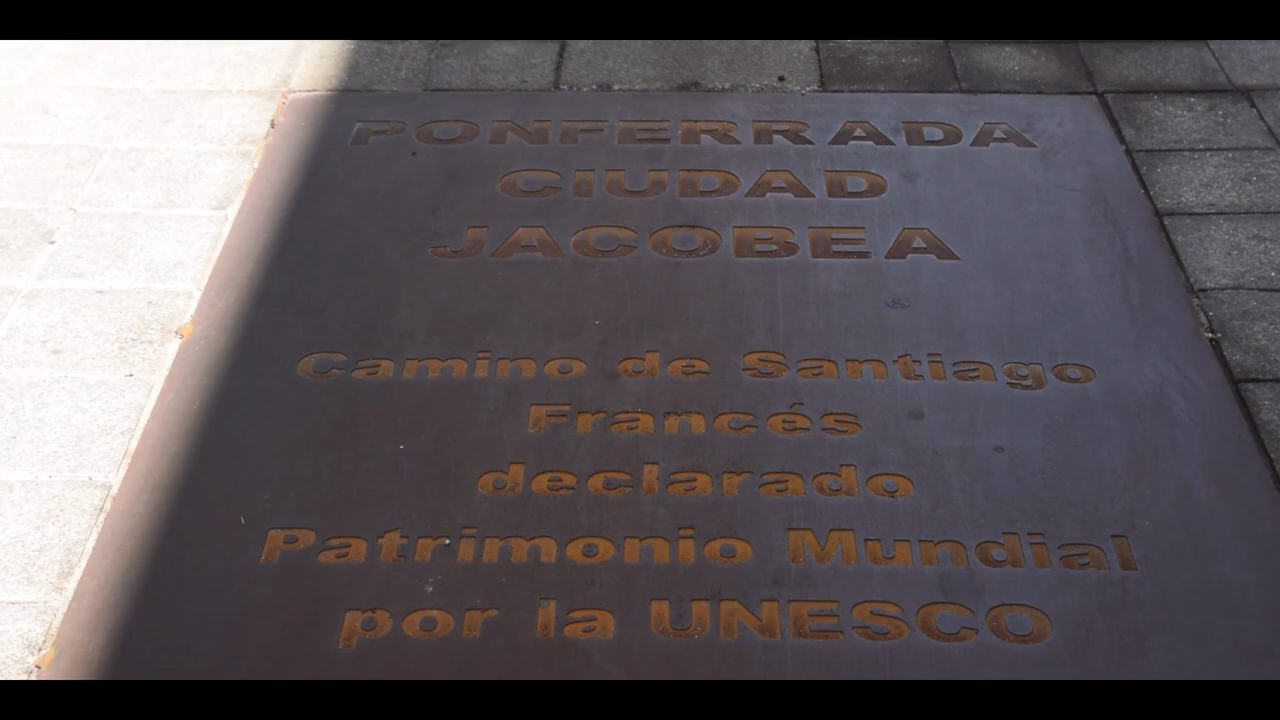 PONFERRADA
CIUDAD
JACOBEA
Camino de Santiago
Francés
declarado
Patrimonio Mundial
por la UNESCO